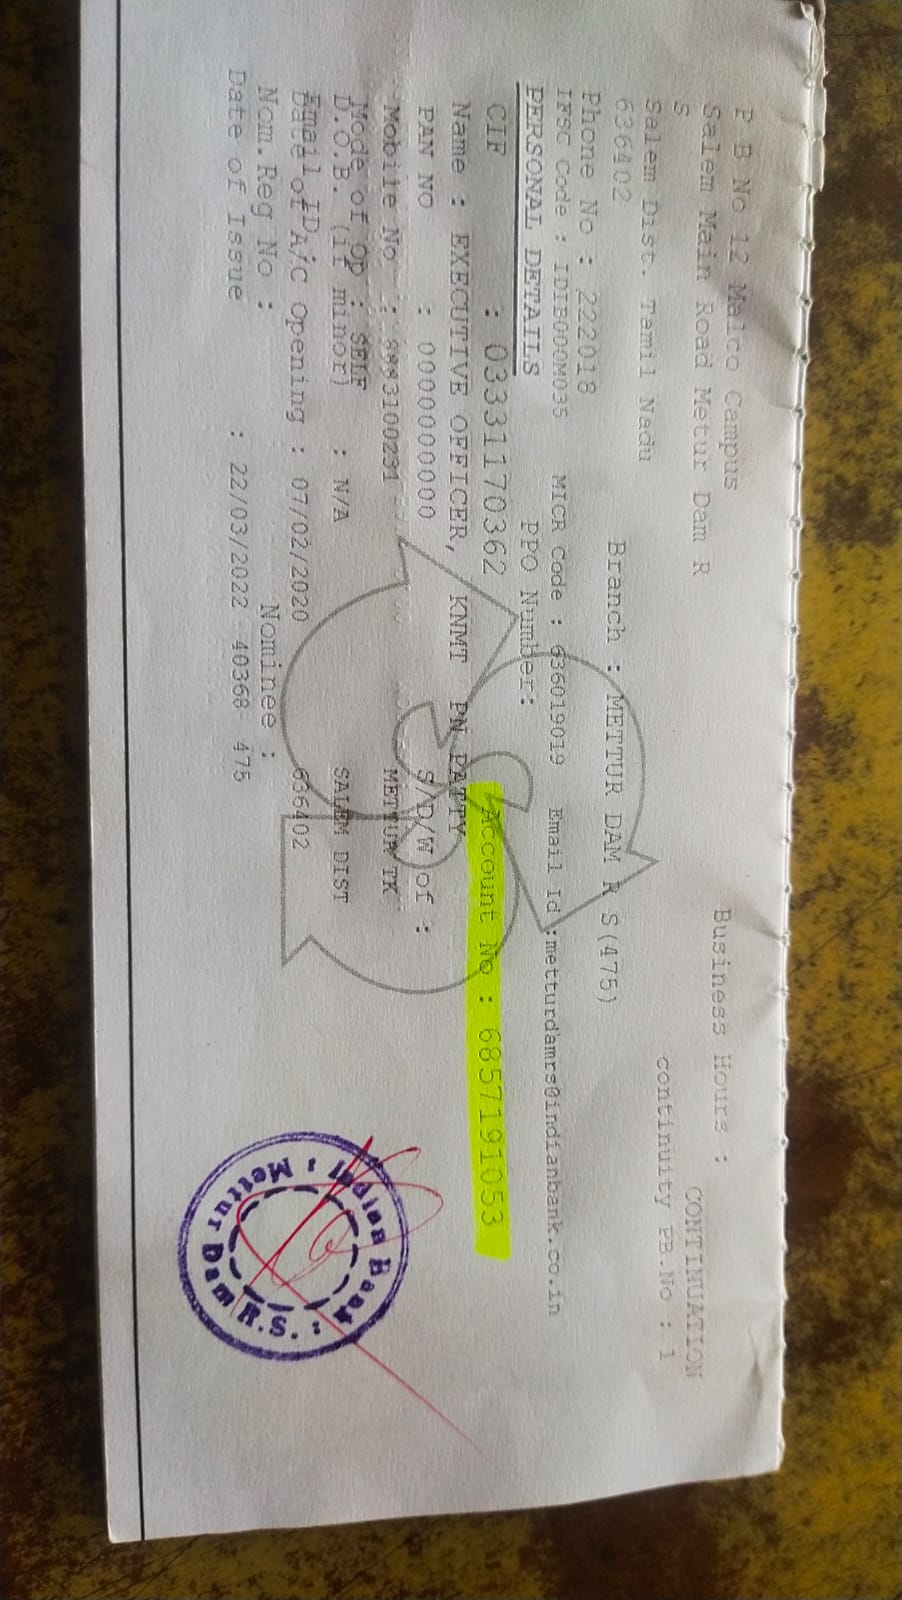 P B No 12 Malco Campus
Salem Main Road Metur Dam R
S
Salem Dist. Tamil Nadu
636402
Business Hours :
CONTINUATION
continuity PB.No : 1
Branch : METTUR DAM R S(475)
Phone No : 222018
IFSC Code : IDIB000M035 MICR Code : 636019019 Email Id :metturdamrs@indianbank.co.in
PERSONAL DETAILS PPO Number:
CIF : 03331170362 Account No : 6857191053
Name : EXECUTIVE OFFICER, KNMT PN PATTY
PAN NO : 0000000000 S/D/W of :
Mobile No : METTUR TK
Mode of Op : SELF
D.O.B. (if minor) : N/A SALEM DIST
Email ID :
Date of A/C Opening : 07/02/2020 636402
Nom.Reg No : Nominee :
Date of Issue : 22/03/2022 40368 475
Indian Bank
Mettur Dam R.S.